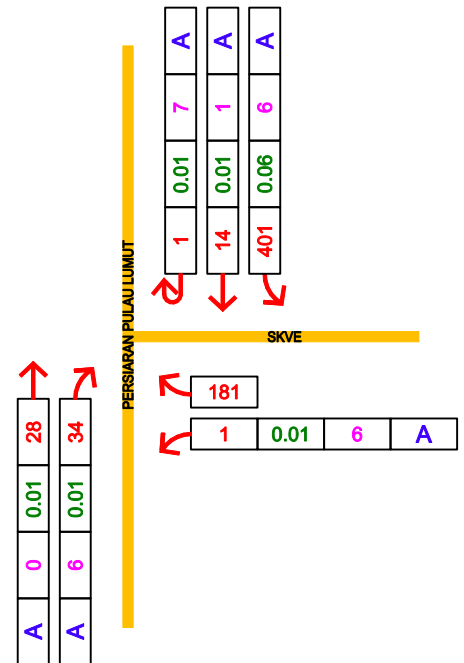 A A A
7 1 6
0.01 0.01 0.06
1 14 401
PERSIARAN PULAU LUMUT
SKVE
181
1 0.01 6 A
28 34
0.01 0.01
0 6
A A